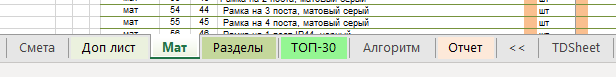 мат 54 44 Рамка на 3 поста, матовый серый шт
мат 55 45 Рамка на 4 поста, матовый серый шт
Смета Доп лист Мат Разделы ТОП-30 Алгоритм Отчет << TDSheet